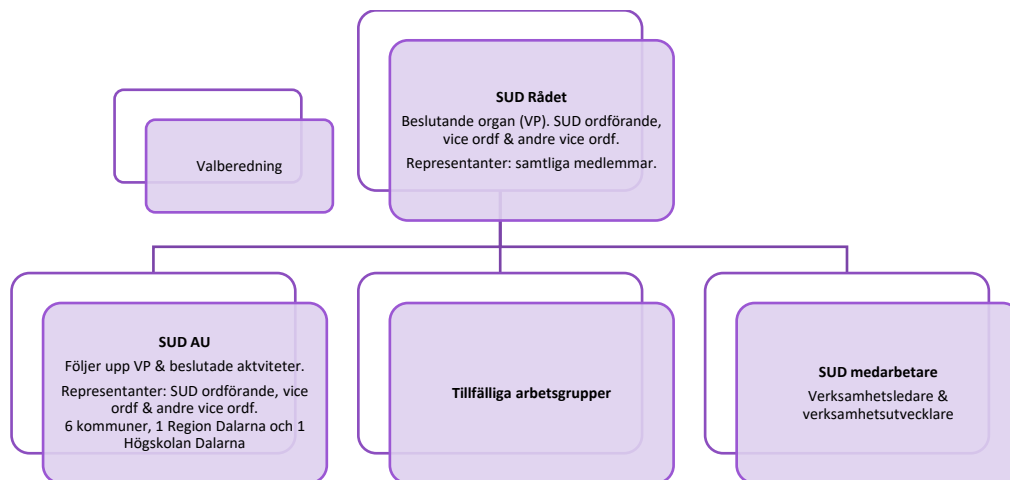 SUD Rådet
Beslutande organ (VP). SUD ordförande,
vice ordf & andre vice ordf.
Representanter: samtliga medlemmar.
Valberedning
SUD AU
Följer upp VP & beslutade aktviteter.
Representanter: SUD ordförande, vice
ordf & andre vice ordf.
6 kommuner, 1 Region Dalarna och 1
Högskolan Dalarna
Tillfälliga arbetsgrupper
SUD medarbetare
Verksamhetsledare &
verksamhetsutvecklare